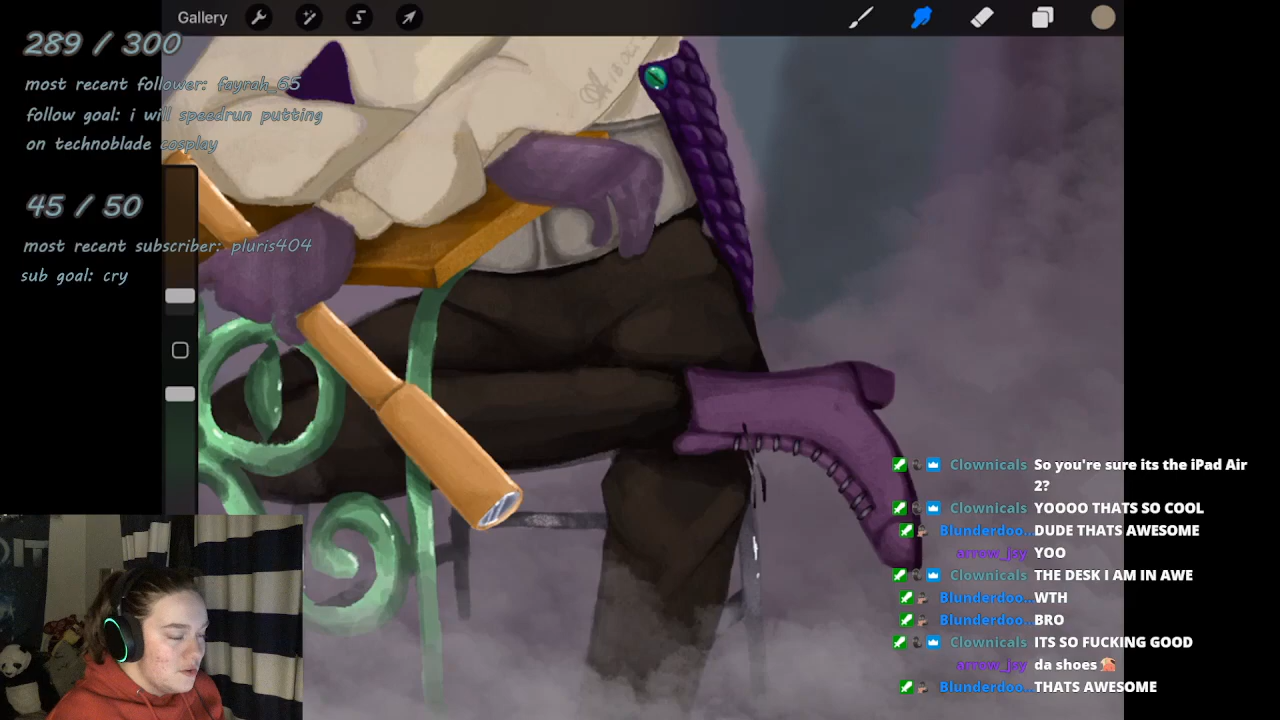 Gallery
289 / 300
most recent follower: fayrah_65
follow goal: i will speedrun putting
on technoblade cosplay
45 / 50
most recent subscriber: pluris404
sub goal: cry
Clownicals So you're sure its the iPad Air
2?
Clownicals YOOOO THATS SO COOL
Blunderdoo... DUDE THATS AWESOME
arrow_jsy YOO
Clownicals THE DESK I AM IN AWE
Blunderdoo... WTH
Blunderdoo... BRO
Clownicals ITS SO FUCKING GOOD
arrow_jsy da shoes
Blunderdoo... THATS AWESOME